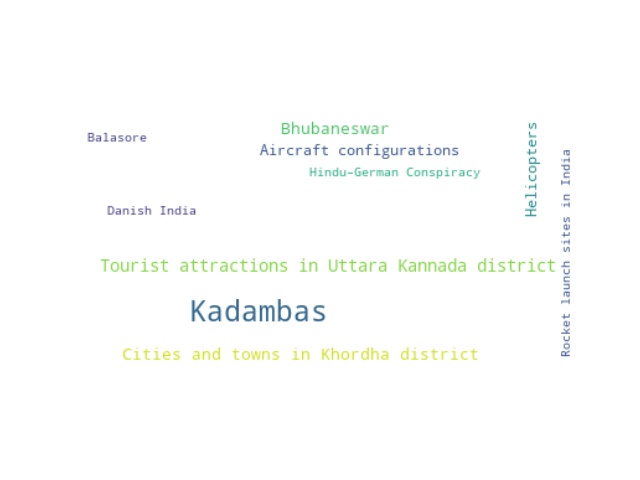 Bhubaneswar
Balasore
Aircraft configurations
Hindu–German Conspiracy
Helicopters
Rocket launch sites in India
Danish India
Tourist attractions in Uttara Kannada district
Kadambas
Cities and towns in Khordha district